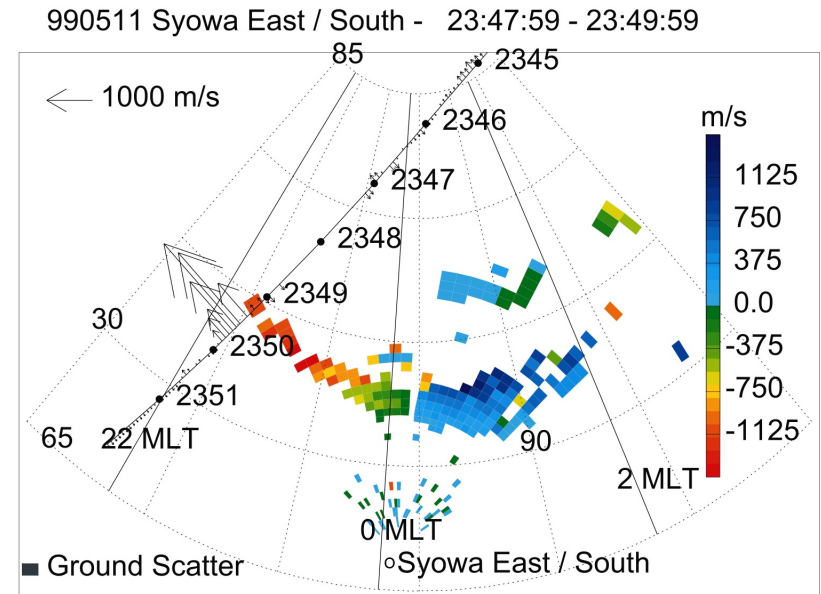 990511 Syowa East / South - 23:47:59 - 23:49:59
85
2345
1000 m/s
2346
m/s
2347
1125
750
2348
375
2349
0.0
30
2350
-375
-750
2351
-1125
65
22 MLT
90
2 MLT
0 MLT
Ground Scatter
Syowa East / South